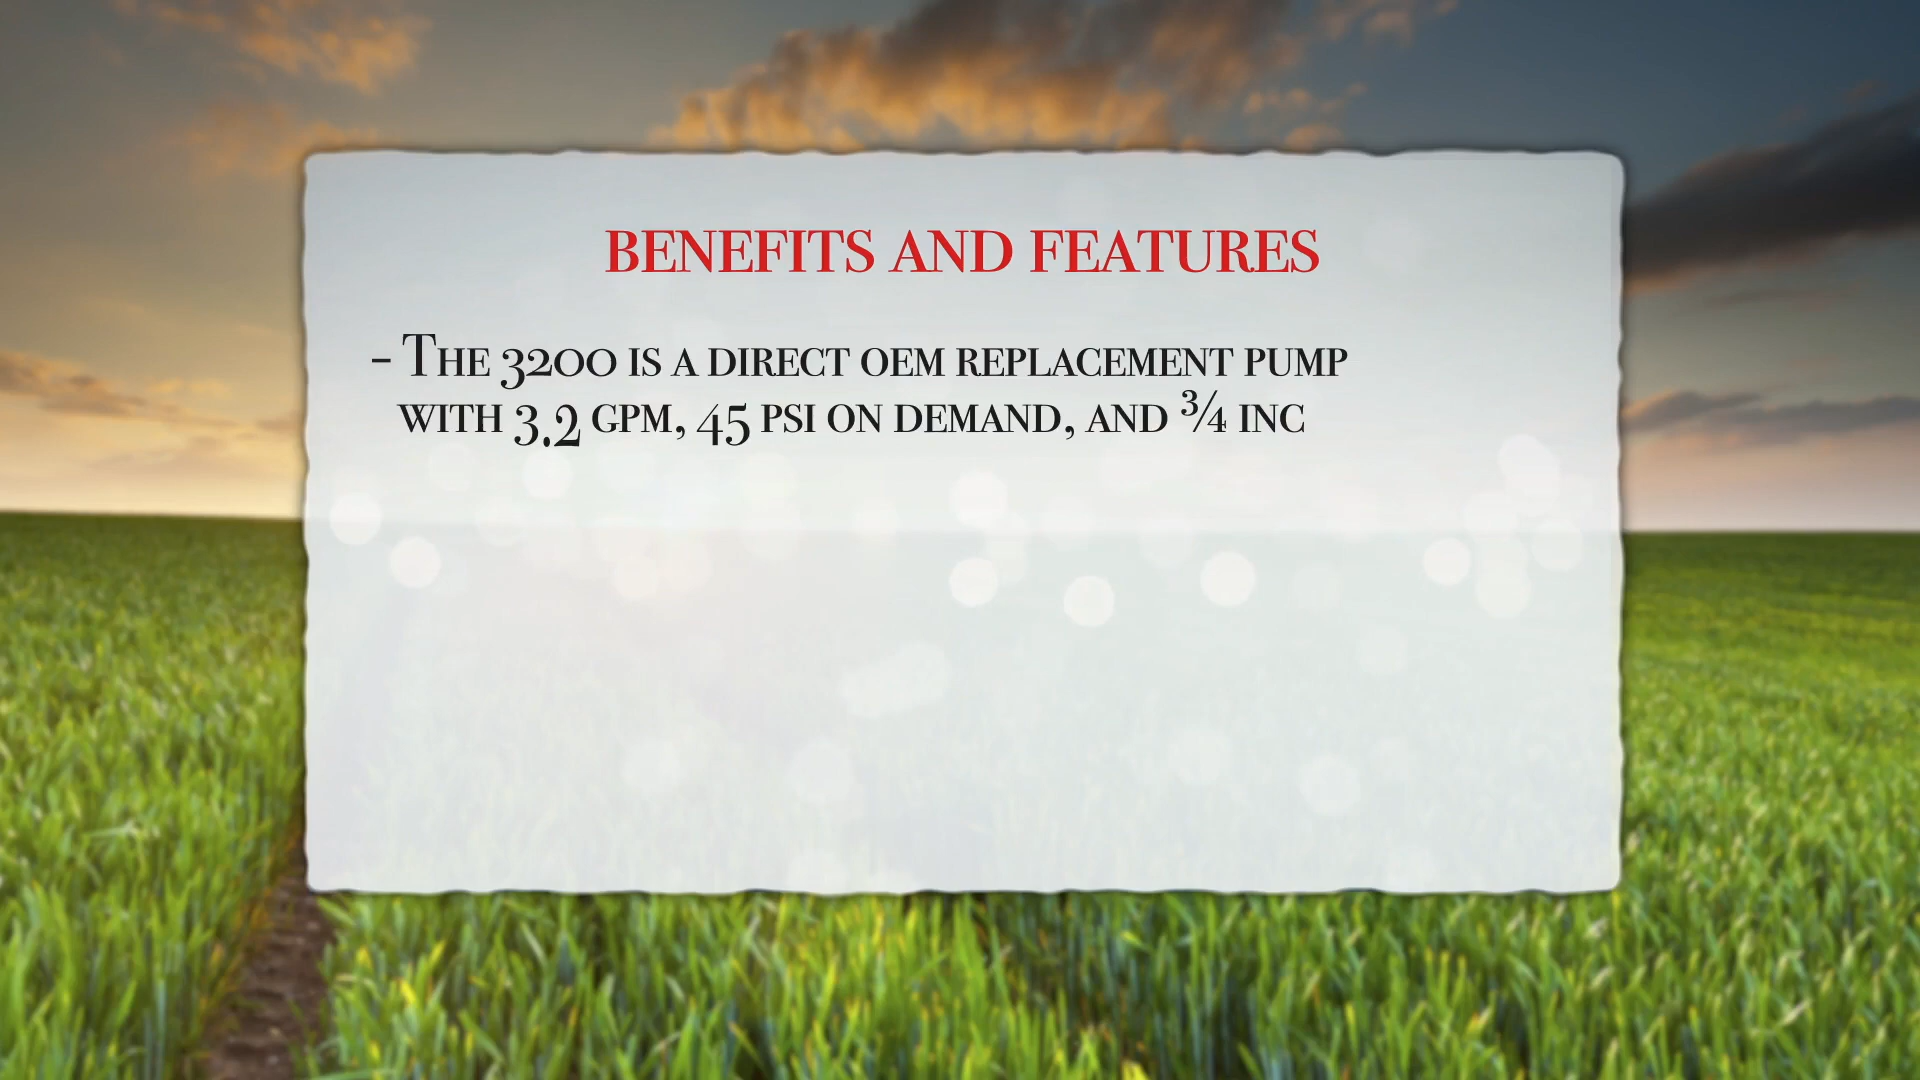 BENEFITS AND FEATURES
- The 3200 is a direct OEM replacement pump
with 3.2 gpm, 45 psi on demand, and ¾ inc